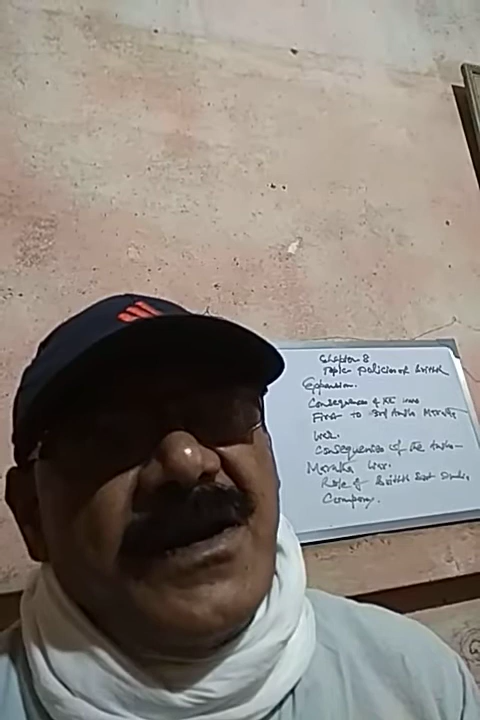 Chapter 8
Topic Policies of British
Expansion.
Consequences of the
First to 3rd Anglo Maratha
War.
Consequences of the Anglo-
Maratha War.
Role of British East India
Company.